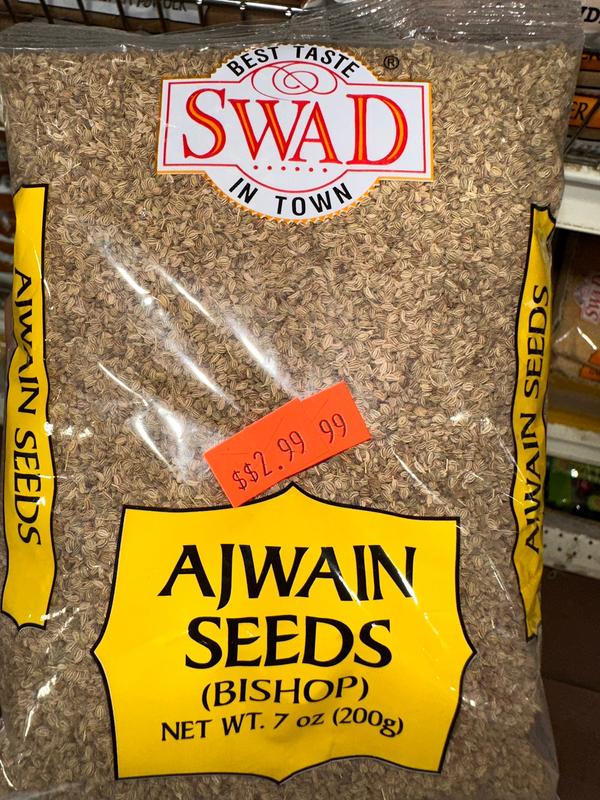 BEST TASTE
®
SWAD
IN TOWN
AJWAIN SEEDS
AJWAIN SEEDS
$$2.99 99
AJWAIN
SEEDS
(BISHOP)
NET WT. 7 oz (200g)